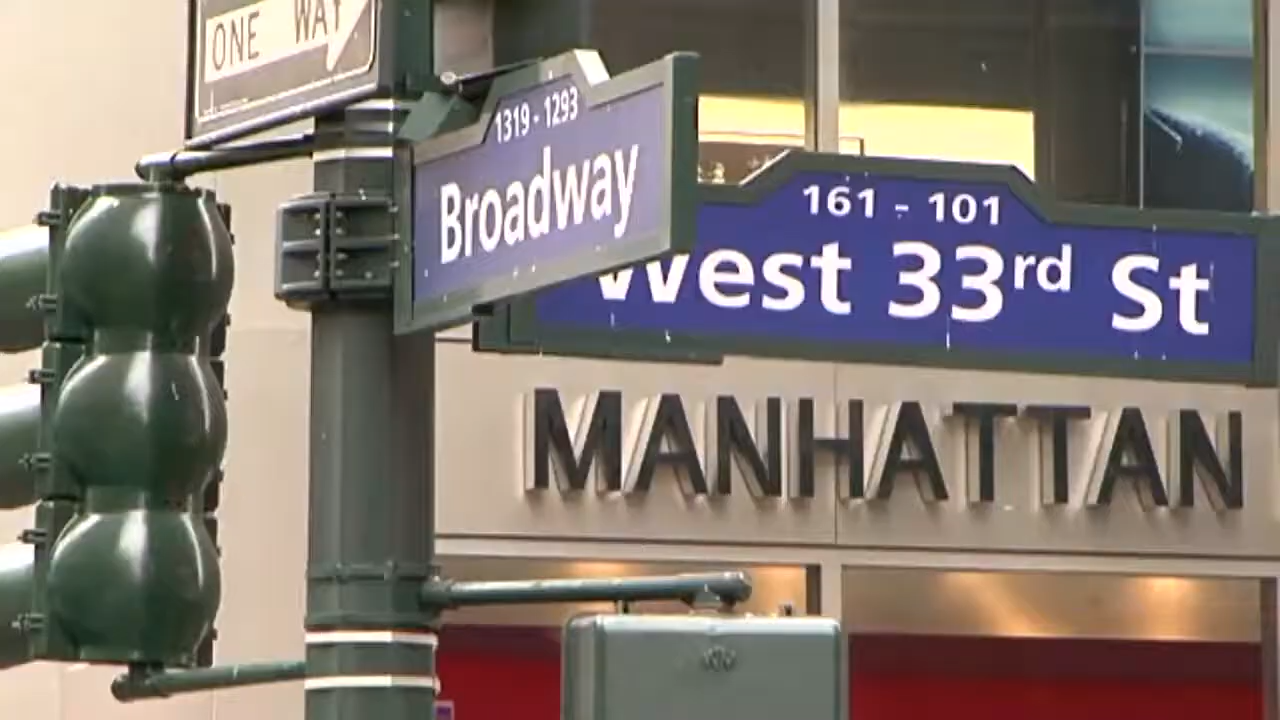 ONE WAY
1319 - 1293
Broadway
161 - 101
West 33rd St
MANHATTAN